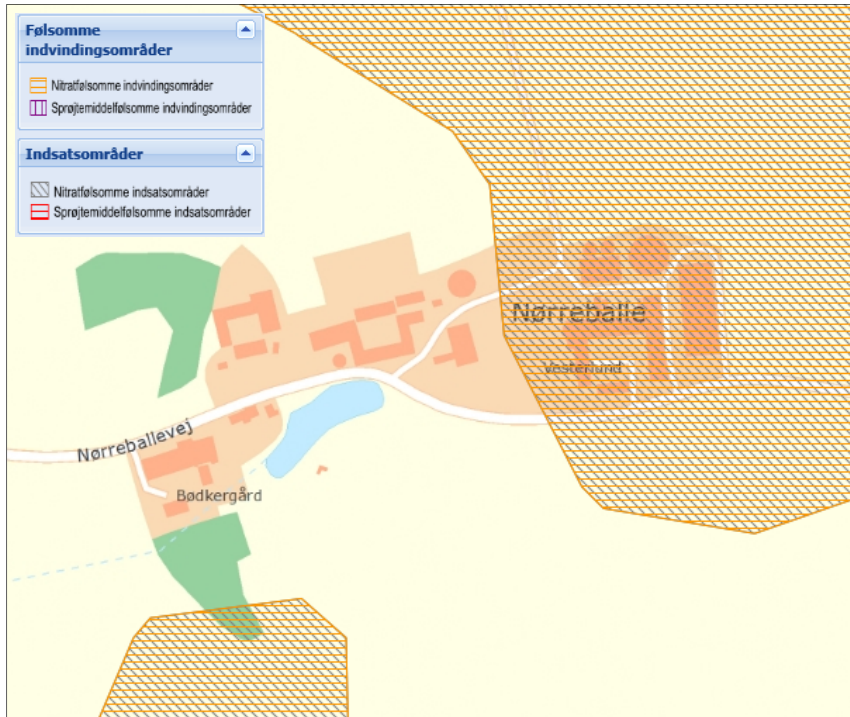 Følsomme
indvindingsområder
Nitratfølsomme indvindingsområder
Sprøjtemiddelfølsomme indvindingsområder
Indsatsområder
Nitratfølsomme indsatsområder
Sprøjtemiddelfølsomme indsatsområder
Nørreballe
Vesterlund
Nørreballevej
Bødkergård